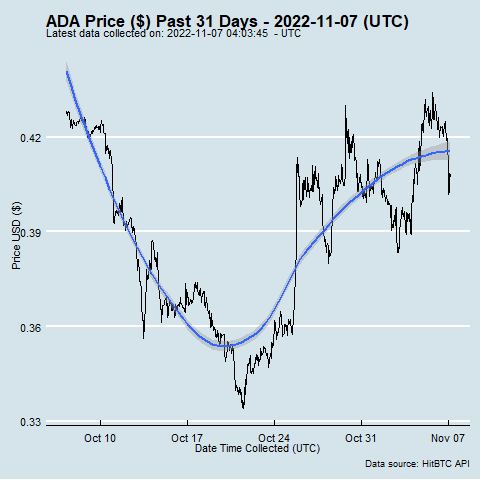 ADA Price ($) Past 31 Days - 2022-11-07 (UTC)
Latest data collected on: 2022-11-07 04:03:45  - UTC
Price USD ($)
0.42
0.39
0.36
0.33
Oct 10
Oct 17
Oct 24
Oct 31
Nov 07
Date Time Collected (UTC)
Data source: HitBTC API